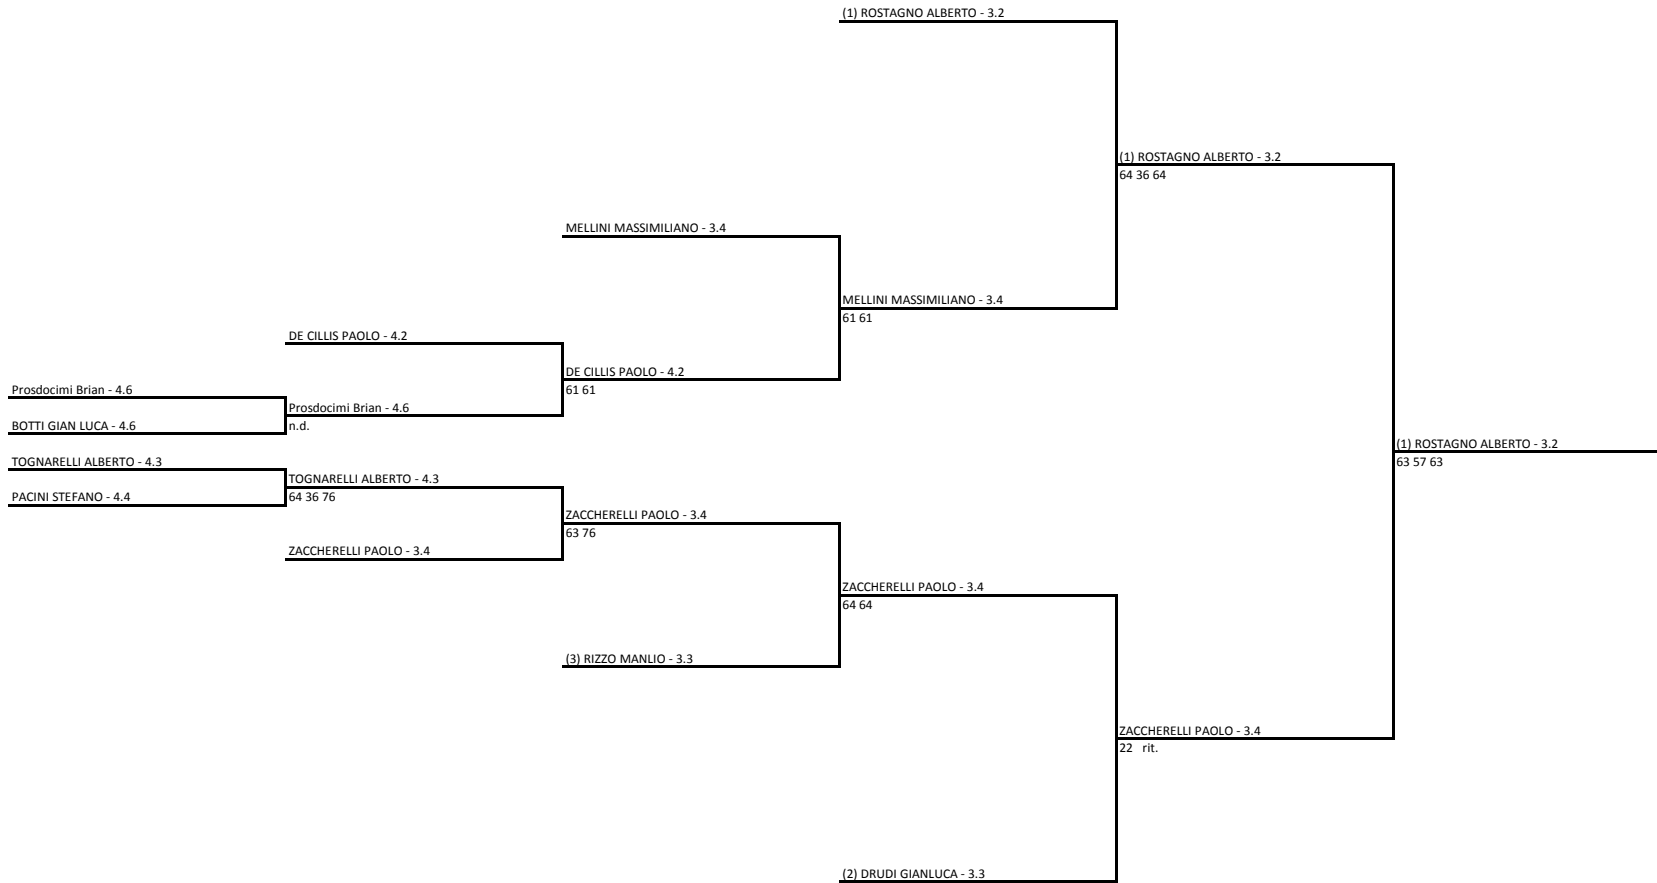 (1) ROSTAGNO ALBERTO - 3.2
(1) ROSTAGNO ALBERTO - 3.2
64 36 64
MELLINI MASSIMILIANO - 3.4
MELLINI MASSIMILIANO - 3.4
61 61
DE CILLIS PAOLO - 4.2
DE CILLIS PAOLO - 4.2
61 61
Prosdocimi Brian - 4.6
Prosdocimi Brian - 4.6
n.d.
BOTTI GIAN LUCA - 4.6
(1) ROSTAGNO ALBERTO - 3.2
63 57 63
TOGNARELLI ALBERTO - 4.3
TOGNARELLI ALBERTO - 4.3
64 36 76
PACINI STEFANO - 4.4
ZACCHERELLI PAOLO - 3.4
63 76
ZACCHERELLI PAOLO - 3.4
ZACCHERELLI PAOLO - 3.4
64 64
(3) RIZZO MANLIO - 3.3
ZACCHERELLI PAOLO - 3.4
22 rit.
(2) DRUDI GIANLUCA - 3.3